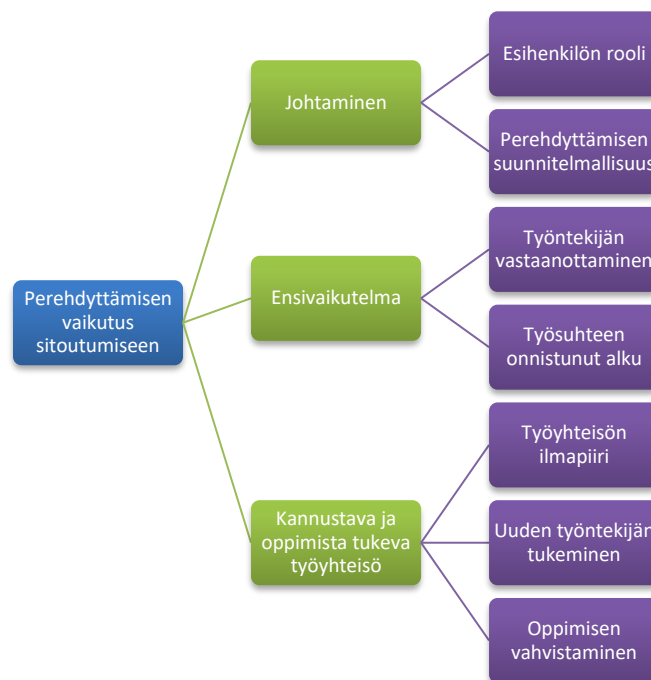 Perehdyttämisen
vaikutus
sitoutumiseen
Johtaminen
Esihenkilön rooli
Perehdyttämisen
suunnitelmallisuus
Ensivaikutelma
Työntekijän
vastaanottaminen
Työsuhteen
onnistunut alku
Kannustava ja
oppimista tukeva
työyhteisö
Työyhteisön
ilmapiiri
Uuden työntekijän
tukeminen
Oppimisen
vahvistaminen